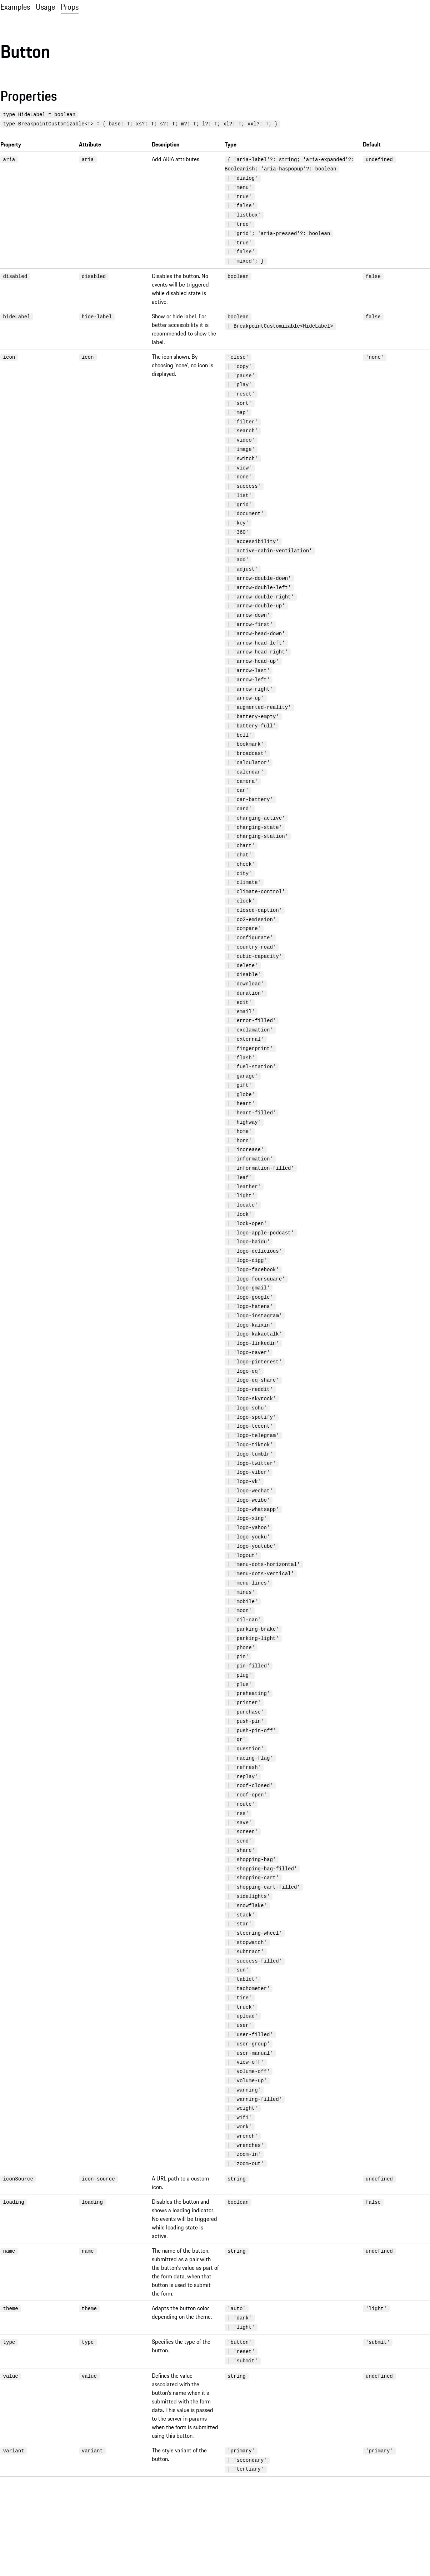 Examples Usage Props
Button
Properties
type HideLabel = boolean
type BreakpointCustomizable<T> = { base: T; xs?: T; s?: T; m?: T; l?: T; xl?: T; xxl?: T; }
Property Attribute Description Type Default
aria aria Add ARIA attributes. { 'aria-label'?: string; 'aria-expanded'?: undefined
Booleanish; 'aria-haspopup'?: boolean
| 'dialog'
| 'menu'
| 'true'
| 'false'
| 'listbox'
| 'tree'
| 'grid'; 'aria-pressed'?: boolean
| 'true'
| 'false'
| 'mixed'; }
disabled disabled Disables the button. No boolean false
events will be triggered
while disabled state is
active.
hideLabel hide-label Show or hide label. For boolean false
better accessibility it is | BreakpointCustomizable<HideLabel>
recommended to show the
label.
icon icon The icon shown. By 'close' 'none'
choosing 'none', no icon is | 'copy'
displayed. | 'pause'
| 'play'
| 'reset'
| 'sort'
| 'map'
| 'filter'
| 'search'
| 'video'
| 'image'
| 'switch'
| 'view'
| 'none'
| 'success'
| 'list'
| 'grid'
| 'document'
| 'key'
| '360'
| 'accessibility'
| 'active-cabin-ventilation'
| 'add'
| 'adjust'
| 'arrow-double-down'
| 'arrow-double-left'
| 'arrow-double-right'
| 'arrow-double-up'
| 'arrow-down'
| 'arrow-first'
| 'arrow-head-down'
| 'arrow-head-left'
| 'arrow-head-right'
| 'arrow-head-up'
| 'arrow-last'
| 'arrow-left'
| 'arrow-right'
| 'arrow-up'
| 'augmented-reality'
| 'battery-empty'
| 'battery-full'
| 'bell'
| 'bookmark'
| 'broadcast'
| 'calculator'
| 'calendar'
| 'camera'
| 'car'
| 'car-battery'
| 'card'
| 'charging-active'
| 'charging-state'
| 'charging-station'
| 'chart'
| 'chat'
| 'check'
| 'city'
| 'climate'
| 'climate-control'
| 'clock'
| 'closed-caption'
| 'co2-emission'
| 'compare'
| 'configurate'
| 'country-road'
| 'cubic-capacity'
| 'delete'
| 'disable'
| 'download'
| 'duration'
| 'edit'
| 'email'
| 'error-filled'
| 'exclamation'
| 'external'
| 'fingerprint'
| 'flash'
| 'fuel-station'
| 'garage'
| 'gift'
| 'globe'
| 'heart'
| 'heart-filled'
| 'highway'
| 'home'
| 'horn'
| 'increase'
| 'information'
| 'information-filled'
| 'leaf'
| 'leather'
| 'light'
| 'locate'
| 'lock'
| 'lock-open'
| 'logo-apple-podcast'
| 'logo-baidu'
| 'logo-delicious'
| 'logo-digg'
| 'logo-facebook'
| 'logo-foursquare'
| 'logo-gmail'
| 'logo-google'
| 'logo-hatena'
| 'logo-instagram'
| 'logo-kaixin'
| 'logo-kakaotalk'
| 'logo-linkedin'
| 'logo-naver'
| 'logo-pinterest'
| 'logo-qq'
| 'logo-qq-share'
| 'logo-reddit'
| 'logo-skyrock'
| 'logo-sohu'
| 'logo-spotify'
| 'logo-tecent'
| 'logo-telegram'
| 'logo-tiktok'
| 'logo-tumblr'
| 'logo-twitter'
| 'logo-viber'
| 'logo-vk'
| 'logo-wechat'
| 'logo-weibo'
| 'logo-whatsapp'
| 'logo-xing'
| 'logo-yahoo'
| 'logo-youku'
| 'logo-youtube'
| 'logout'
| 'menu-dots-horizontal'
| 'menu-dots-vertical'
| 'menu-lines'
| 'minus'
| 'mobile'
| 'moon'
| 'oil-can'
| 'parking-brake'
| 'parking-light'
| 'phone'
| 'pin'
| 'pin-filled'
| 'plug'
| 'plus'
| 'preheating'
| 'printer'
| 'purchase'
| 'push-pin'
| 'push-pin-off'
| 'qr'
| 'question'
| 'racing-flag'
| 'refresh'
| 'replay'
| 'roof-closed'
| 'roof-open'
| 'route'
| 'rss'
| 'save'
| 'screen'
| 'send'
| 'share'
| 'shopping-bag'
| 'shopping-bag-filled'
| 'shopping-cart'
| 'shopping-cart-filled'
| 'sidelights'
| 'snowflake'
| 'stack'
| 'star'
| 'steering-wheel'
| 'stopwatch'
| 'subtract'
| 'success-filled'
| 'sun'
| 'tablet'
| 'tachometer'
| 'tire'
| 'truck'
| 'upload'
| 'user'
| 'user-filled'
| 'user-group'
| 'user-manual'
| 'view-off'
| 'volume-off'
| 'volume-up'
| 'warning'
| 'warning-filled'
| 'weight'
| 'wifi'
| 'work'
| 'wrench'
| 'wrenches'
| 'zoom-in'
| 'zoom-out'
iconSource icon-source A URL path to a custom string undefined
icon.
loading loading Disables the button and boolean false
shows a loading indicator.
No events will be triggered
while loading state is
active.
name name The name of the button, string undefined
submitted as a pair with
the button's value as part of
the form data, when that
button is used to submit
the form.
theme theme Adapts the button color 'auto' 'light'
depending on the theme. | 'dark'
| 'light'
type type Specifies the type of the 'button' 'submit'
button. | 'reset'
| 'submit'
value value Defines the value string undefined
associated with the
button's name when it's
submitted with the form
data. This value is passed
to the server in params
when the form is submitted
using this button.
variant variant The style variant of the 'primary' 'primary'
button. | 'secondary'
| 'tertiary'